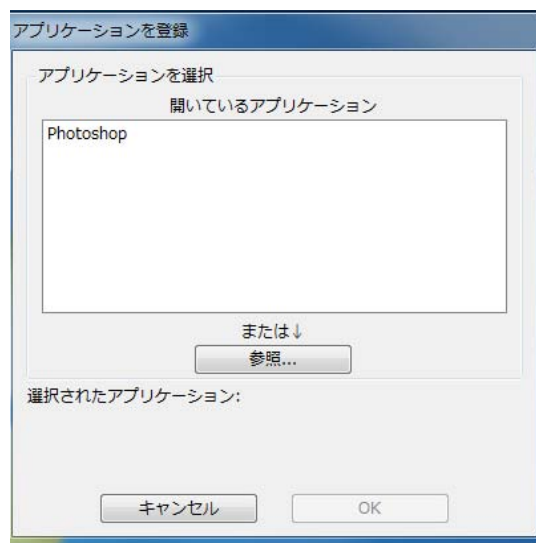 アプリケーションを登録
アプリケーションを選択
開いているアプリケーション
Photoshop
または↓
参照...
選択されたアプリケーション:
キャンセル
OK